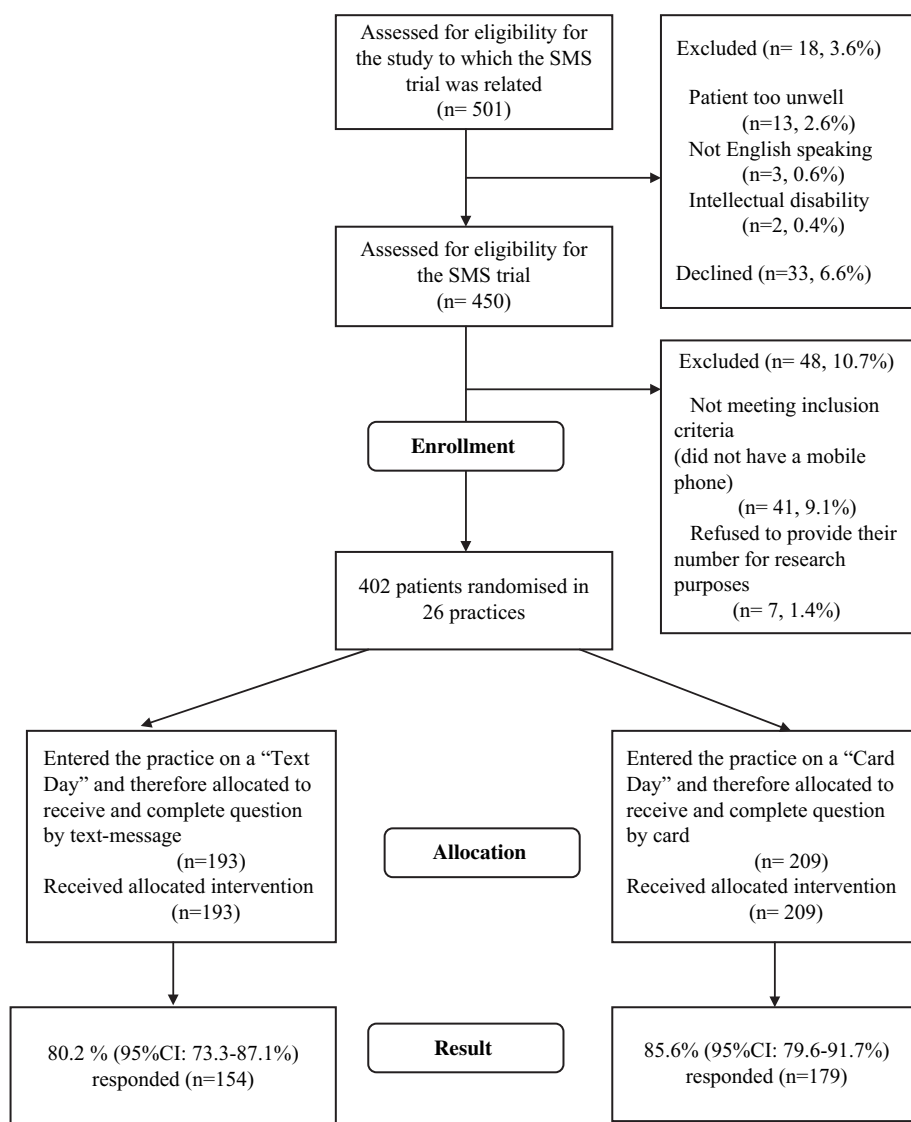 Assessed for eligibility for
the study to which the SMS
trial was related
(n= 501)
Excluded (n= 18, 3.6%)
Patient too unwell
(n=13, 2.6%)
Not English speaking
(n=3, 0.6%)
Intellectual disability
(n=2, 0.4%)
Declined (n=33, 6.6%)
Assessed for eligibility for
the SMS trial
(n= 450)
Excluded (n= 48, 10.7%)
Not meeting inclusion
criteria
(did not have a mobile
phone)
(n= 41, 9.1%)
Refused to provide their
number for research
purposes
(n= 7, 1.4%)
Enrollment
402 patients randomised in
26 practices
Entered the practice on a “Text
Day” and therefore allocated to
receive and complete question
by text-message
(n=193)
Received allocated intervention
(n=193)
Allocation
Entered the practice on a “Card
Day” and therefore allocated to
receive and complete question
by card
(n= 209)
Received allocated intervention
(n= 209)
80.2 % (95%CI: 73.3-87.1%)
responded (n=154)
Result
85.6% (95%CI: 79.6-91.7%)
responded (n=179)